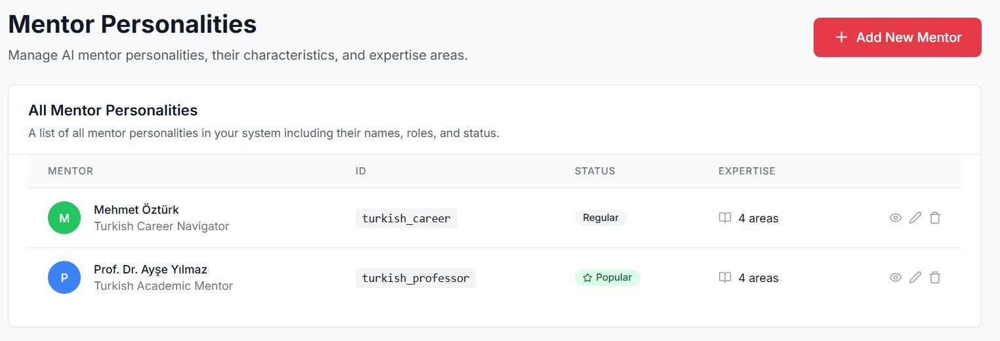 Mentor Personalities
Manage AI mentor personalities, their characteristics, and expertise areas.
+ Add New Mentor
All Mentor Personalities
A list of all mentor personalities in your system including their names, roles, and status.
MENTOR ID STATUS EXPERTISE
M
Mehmet Öztürk
Turkish Career Navigator
turkish_career
Regular
4 areas
P
Prof. Dr. Ayşe Yılmaz
Turkish Academic Mentor
turkish_professor
Popular
4 areas